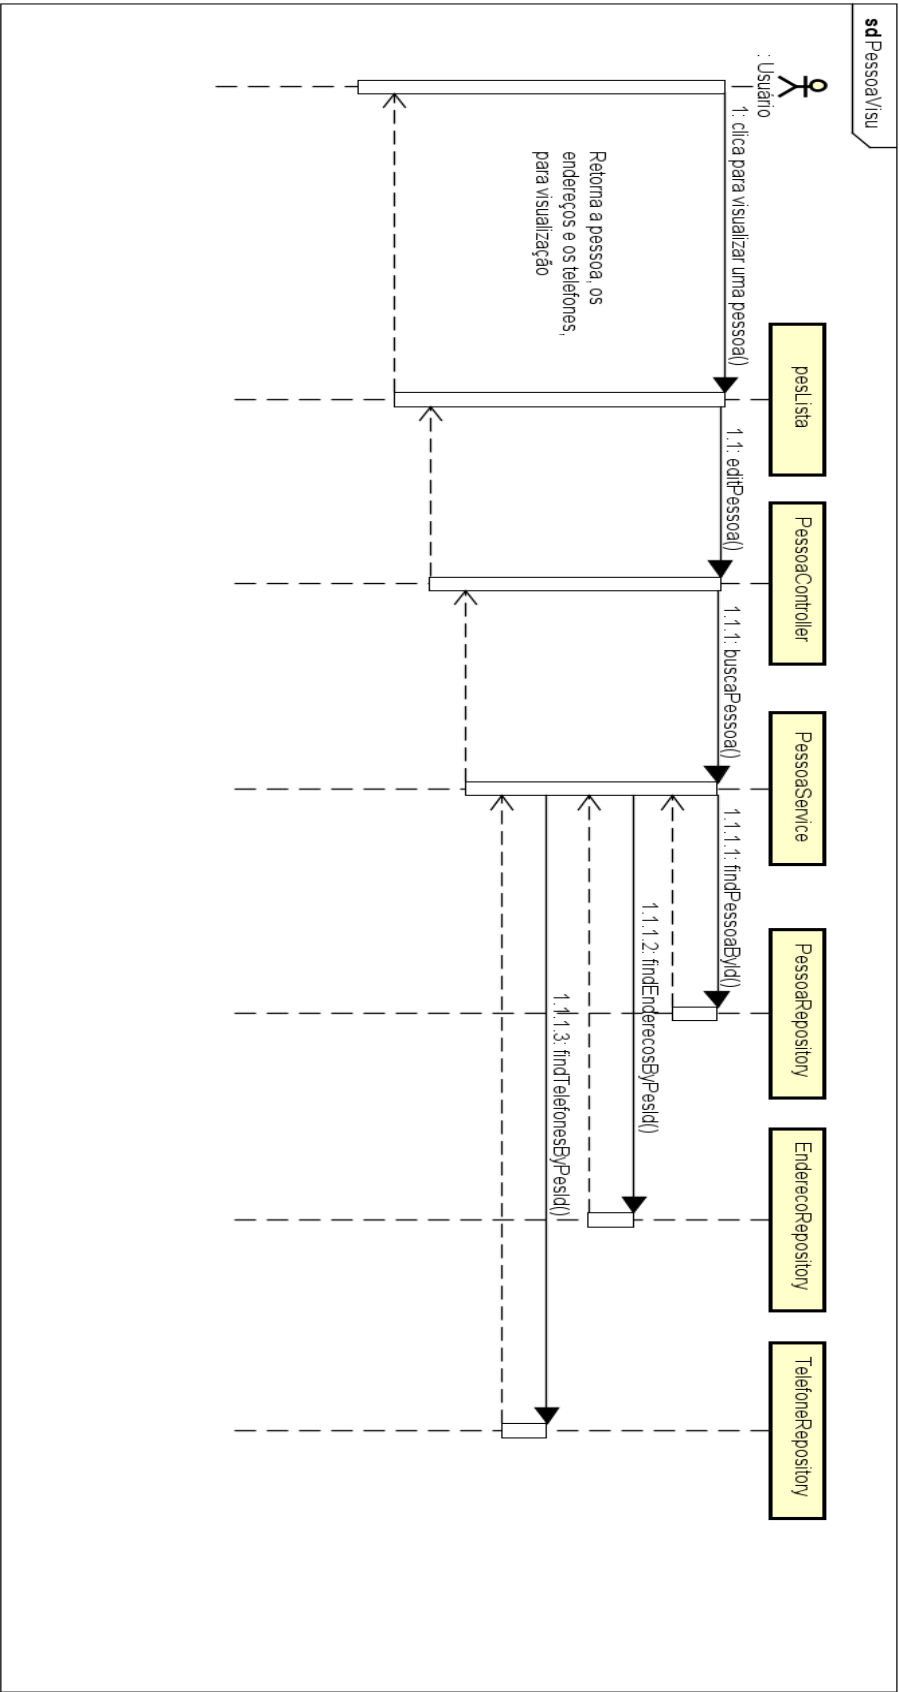 sd PessoaVisu
: Usuário
pesLista
PessoaController
PessoaService
PessoaRepository
EnderecoRepository
TelefoneRepository
1: clica para visualizar uma pessoa()
1.1: editPessoa()
1.1.1: buscaPessoa()
1.1.1.1: findPessoaById()
1.1.1.2: findEnderecosByPesId()
1.1.1.3: findTelefonesByPesId()
Retorna a pessoa, os
endereços e os telefones,
para visualização